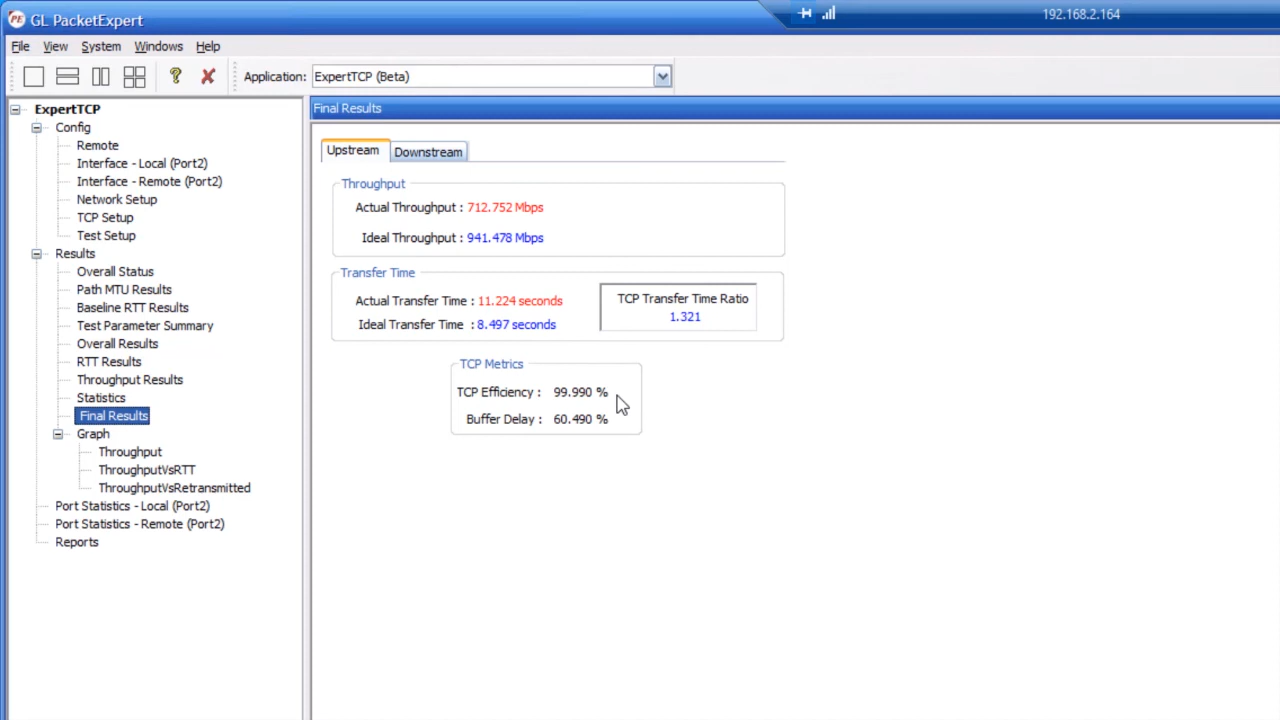 GL PacketExpert
192.168.2.164
File View System Windows Help
Application: ExpertTCP (Beta)
ExpertTCP
Config
Remote
Interface - Local (Port2)
Interface - Remote (Port2)
Network Setup
TCP Setup
Test Setup
Results
Overall Status
Path MTU Results
Baseline RTT Results
Test Parameter Summary
Overall Results
RTT Results
Throughput Results
Statistics
Final Results
Graph
Throughput
ThroughputVsRTT
ThroughputVsRetransmitted
Port Statistics - Local (Port2)
Port Statistics - Remote (Port2)
Reports
Final Results
Upstream Downstream
Throughput
Actual Throughput : 712.752 Mbps
Ideal Throughput : 941.478 Mbps
Transfer Time
Actual Transfer Time : 11.224 seconds
Ideal Transfer Time : 8.497 seconds
TCP Transfer Time Ratio
1.321
TCP Metrics
TCP Efficiency : 99.990 %
Buffer Delay : 60.490 %